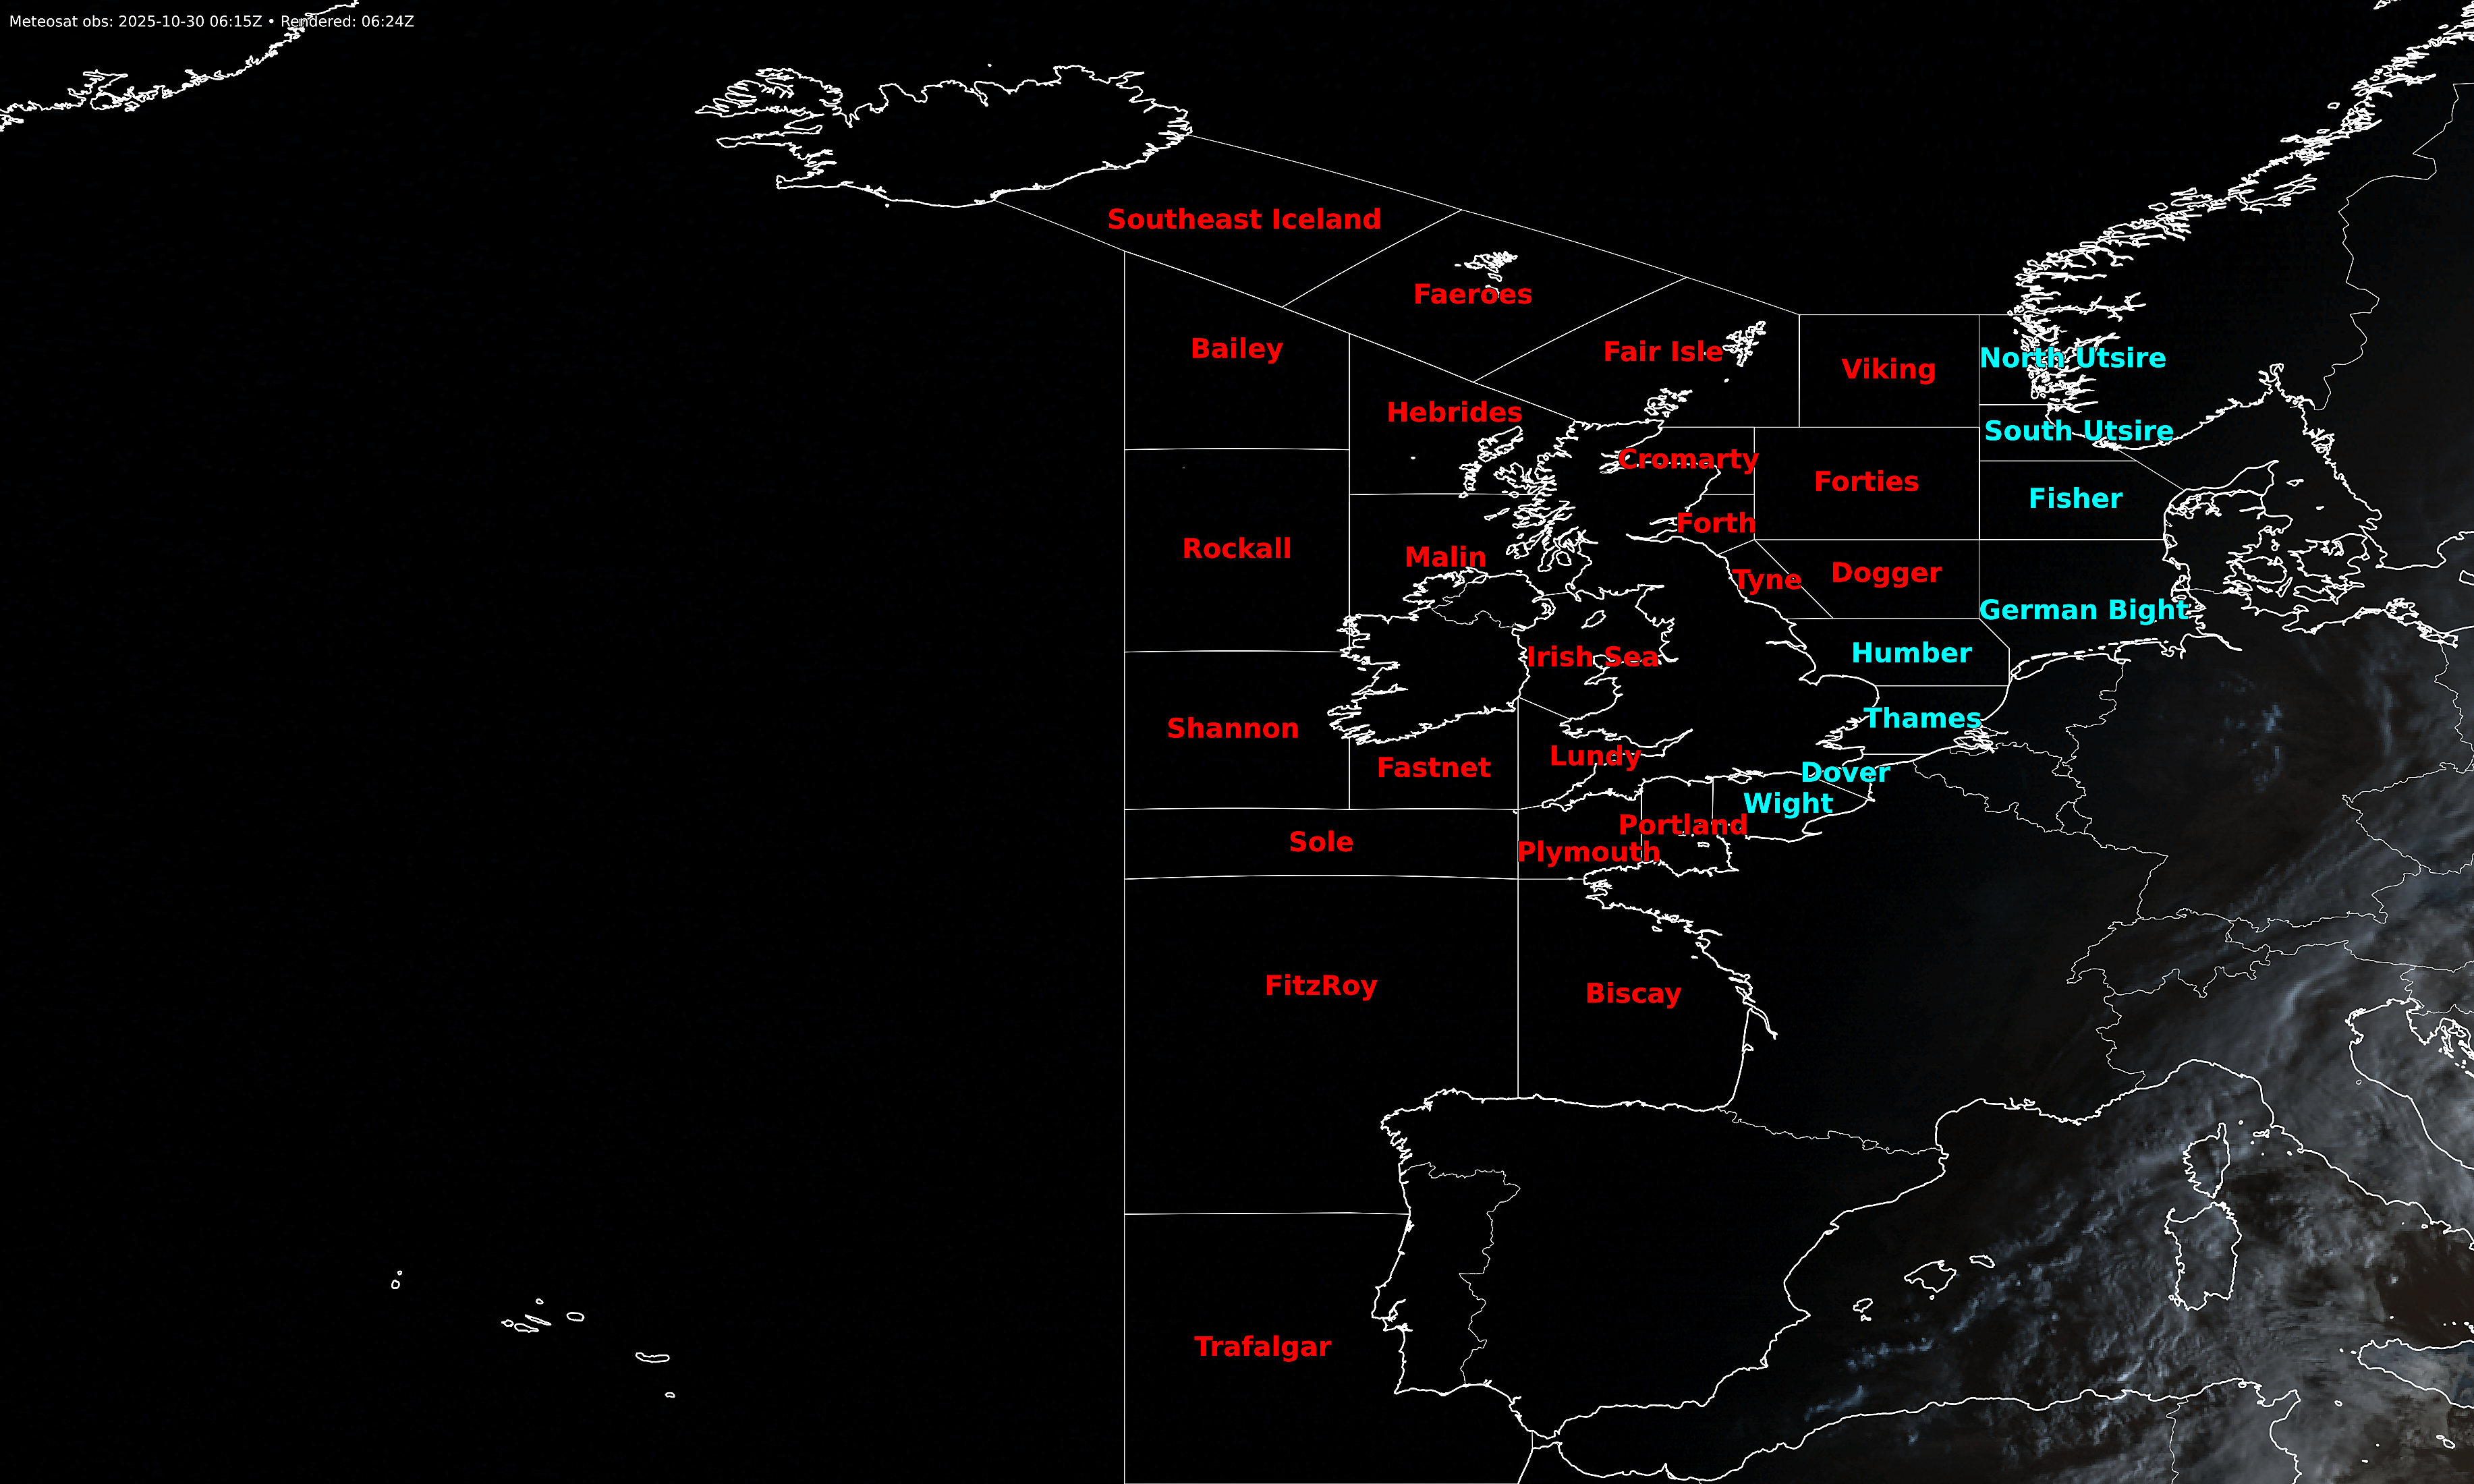 Meteosat obs: 2025-10-30 06:15Z • Rendered: 06:24Z
Southeast Iceland
Faeroes
Bailey
Fair Isle
North Utsire
Viking
Hebrides
South Utsire
Cromarty
Forties
Fisher
Forth
Rockall
Malin
Dogger
Tyne
German Bight
Humber
Irish Sea
Thames
Shannon
Lundy
Fastnet
Dover
Wight
Portland
Sole
Plymouth
FitzRoy
Biscay
Trafalgar